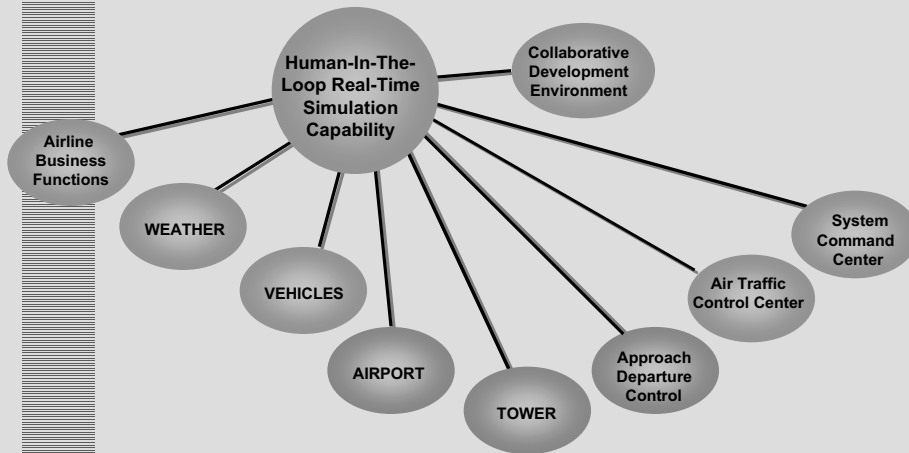 Human-In-The-
Loop Real-Time
Simulation
Capability
Collaborative
Development
Environment
Airline
Business
Functions
WEATHER
VEHICLES
AIRPORT
TOWER
Approach
Departure
Control
Air Traffic
Control Center
System
Command
Center